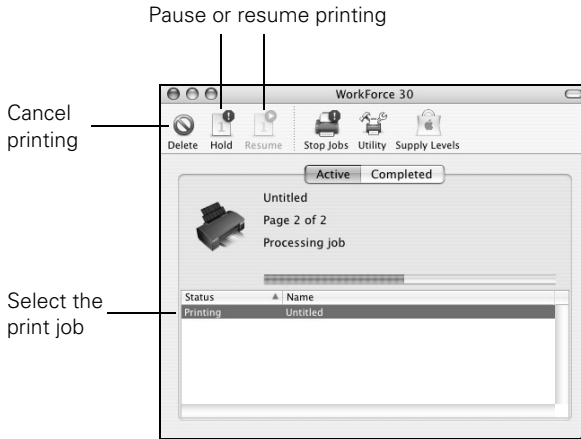 Pause or resume printing
WorkForce 30
Cancel
printing
Delete Hold Resume Stop Jobs Utility Supply Levels
Active Completed
Untitled
Page 2 of 2
Processing job
Select the
print job
Status Name
Printing Untitled